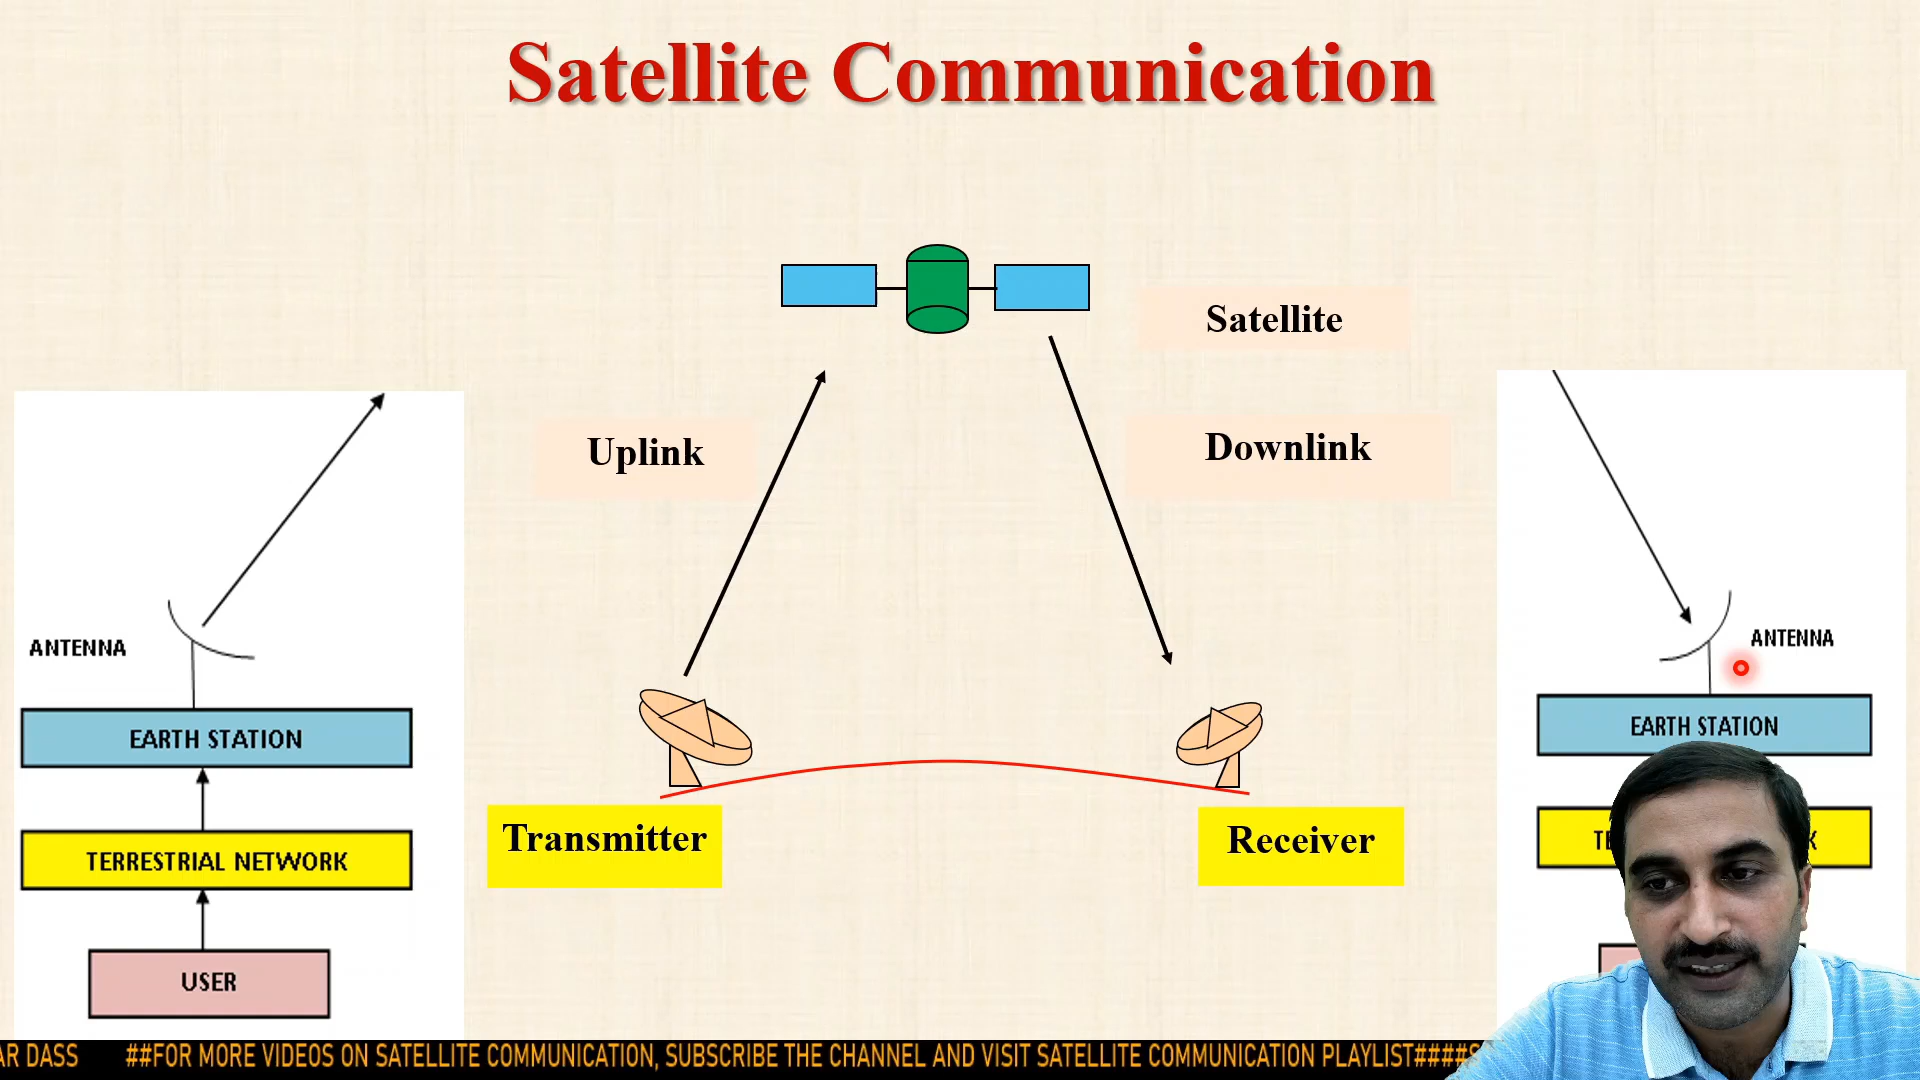 Satellite Communication
Satellite
Uplink
Downlink
ANTENNA
ANTENNA
EARTH STATION
EARTH STATION
Transmitter
Receiver
TERRESTRIAL NETWORK
USER
AR DASS ##FOR MORE VIDEOS ON SATELLITE COMMUNICATION, SUBSCRIBE THE CHANNEL AND VISIT SATELLITE COMMUNICATION PLAYLIST####